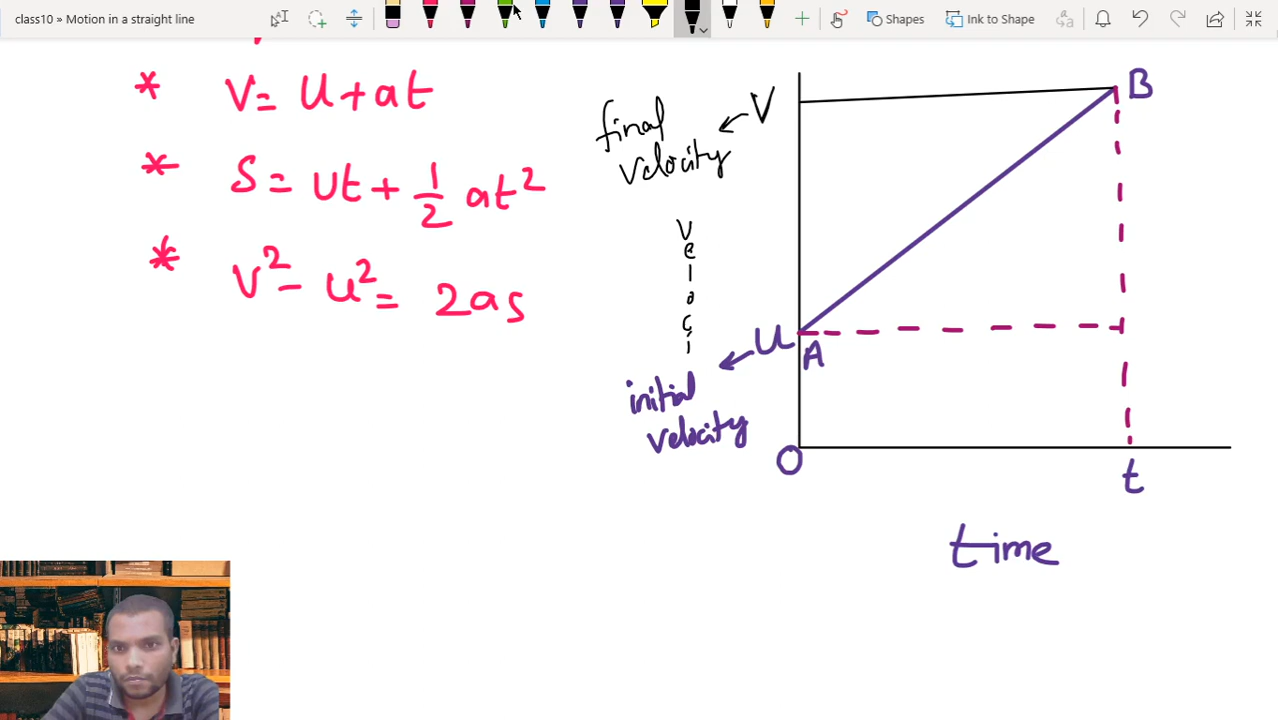 class10 » Motion in a straight line
Shapes
Ink to Shape
* V = U + at
* S = Ut + 1/2 at²
* V² - U² = 2as
final velocity
V
B
Veloci
U
A
initial velocity
O
t
time